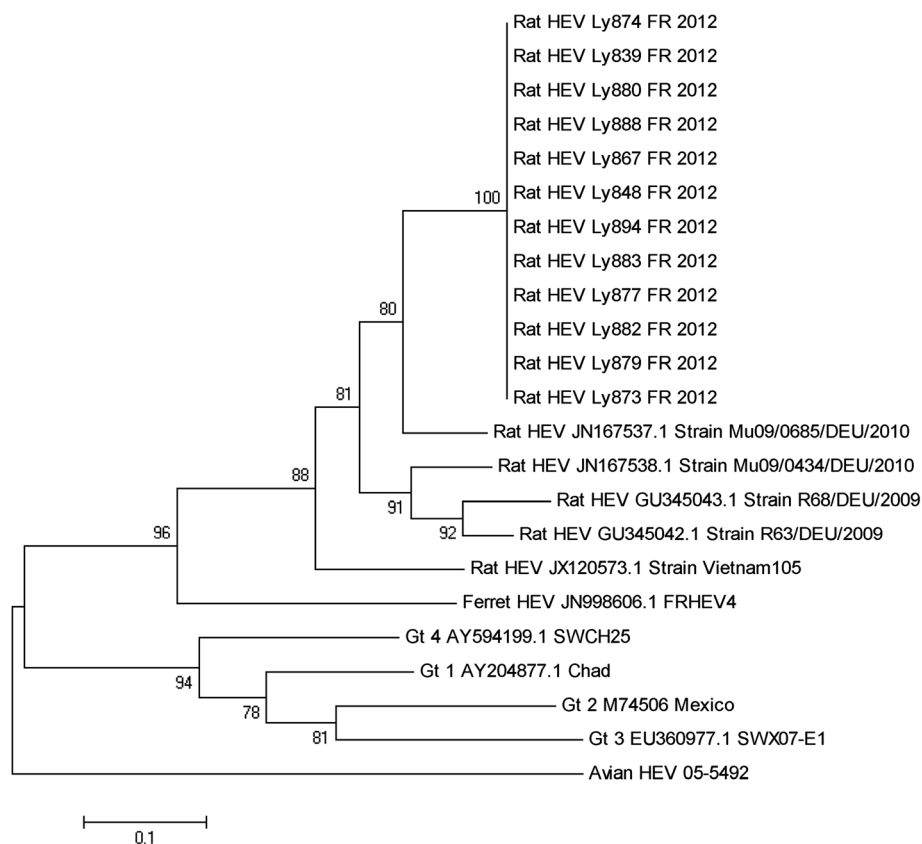 Rat HEV Ly874 FR 2012
Rat HEV Ly839 FR 2012
Rat HEV Ly880 FR 2012
Rat HEV Ly888 FR 2012
Rat HEV Ly867 FR 2012
Rat HEV Ly848 FR 2012
100
Rat HEV Ly894 FR 2012
Rat HEV Ly883 FR 2012
Rat HEV Ly877 FR 2012
80
Rat HEV Ly882 FR 2012
Rat HEV Ly879 FR 2012
81
Rat HEV Ly873 FR 2012
Rat HEV JN167537.1 Strain Mu09/0685/DEU/2010
88
Rat HEV JN167538.1 Strain Mu09/0434/DEU/2010
91
Rat HEV GU345043.1 Strain R68/DEU/2009
96
92
Rat HEV GU345042.1 Strain R63/DEU/2009
Rat HEV JX120573.1 Strain Vietnam105
Ferret HEV JN998606.1 FRHEV4
Gt 4 AY594199.1 SWCH25
94
Gt 1 AY204877.1 Chad
78
Gt 2 M74506 Mexico
81
Gt 3 EU360977.1 SWX07-E1
Avian HEV 05-5492
0.1